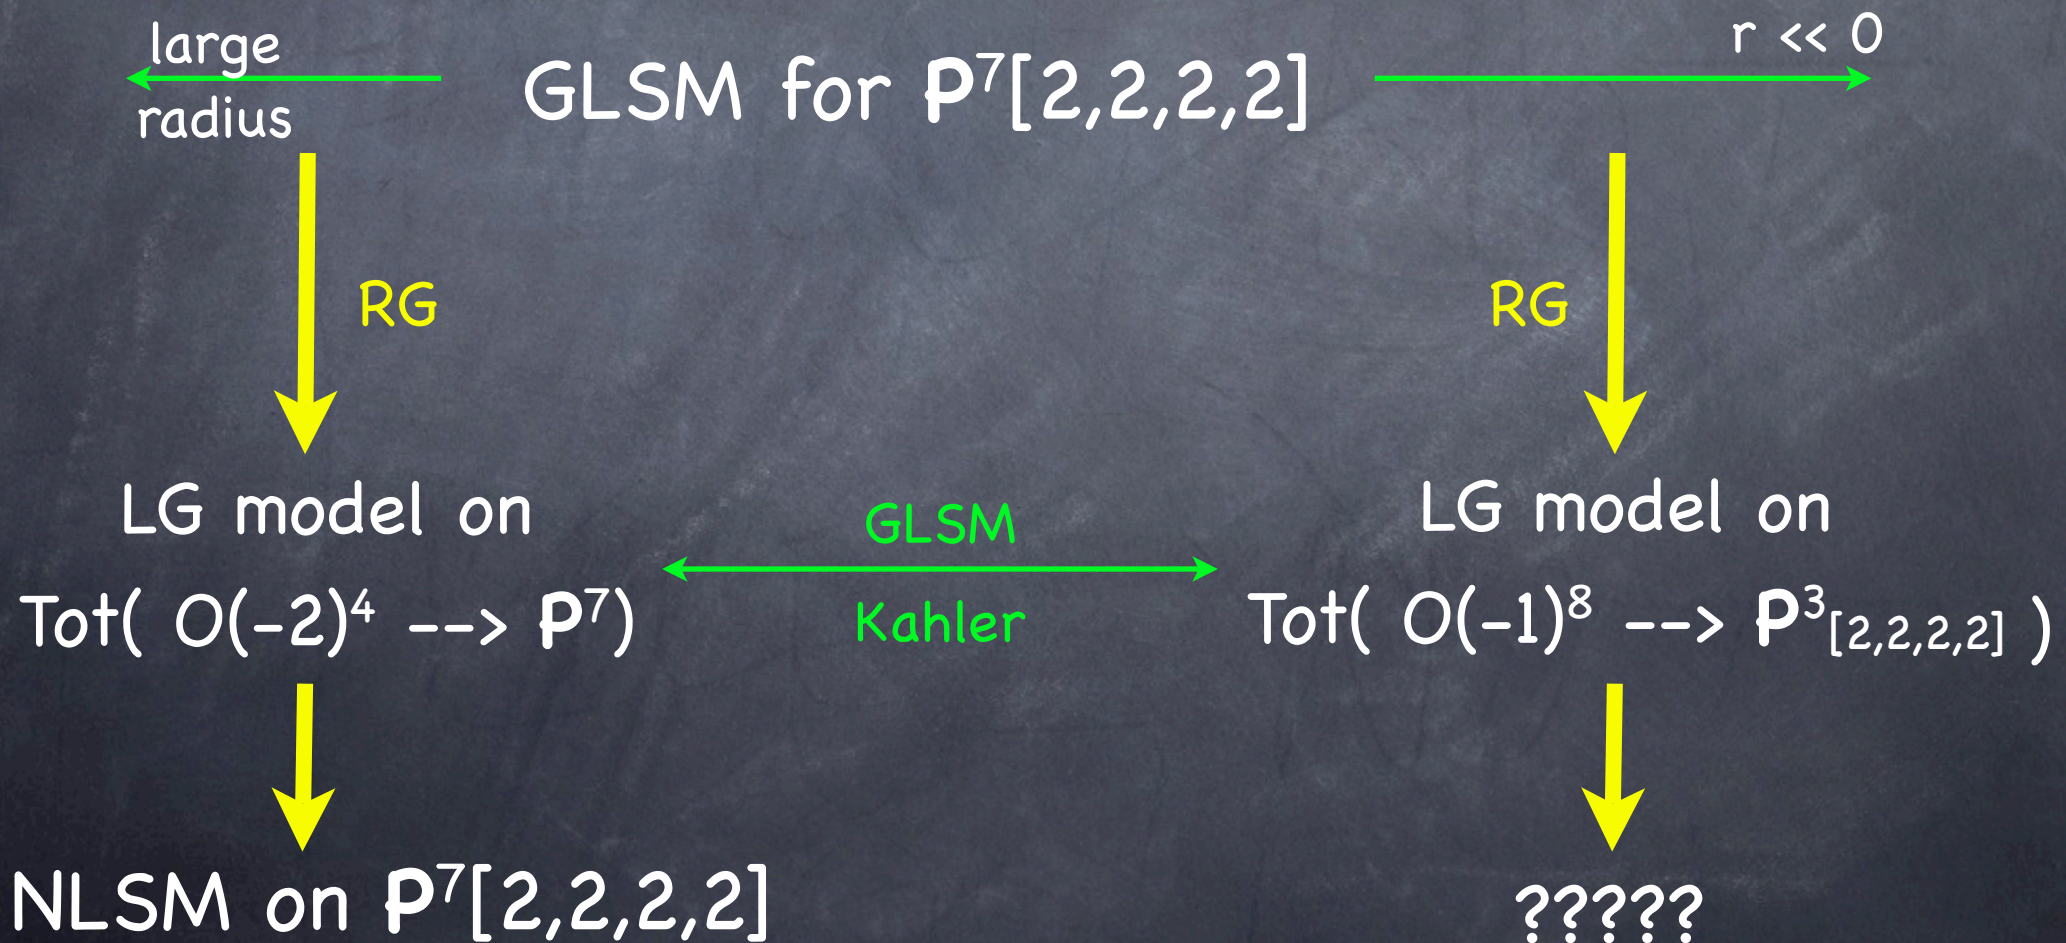 large
radius
GLSM for P⁷[2,2,2,2]
r << 0
RG
RG
LG model on
Tot( O(-2)⁴ --> P⁷)
GLSM
Kahler
LG model on
Tot( O(-1)⁸ --> P³[2,2,2,2] )
NLSM on P⁷[2,2,2,2]
?????